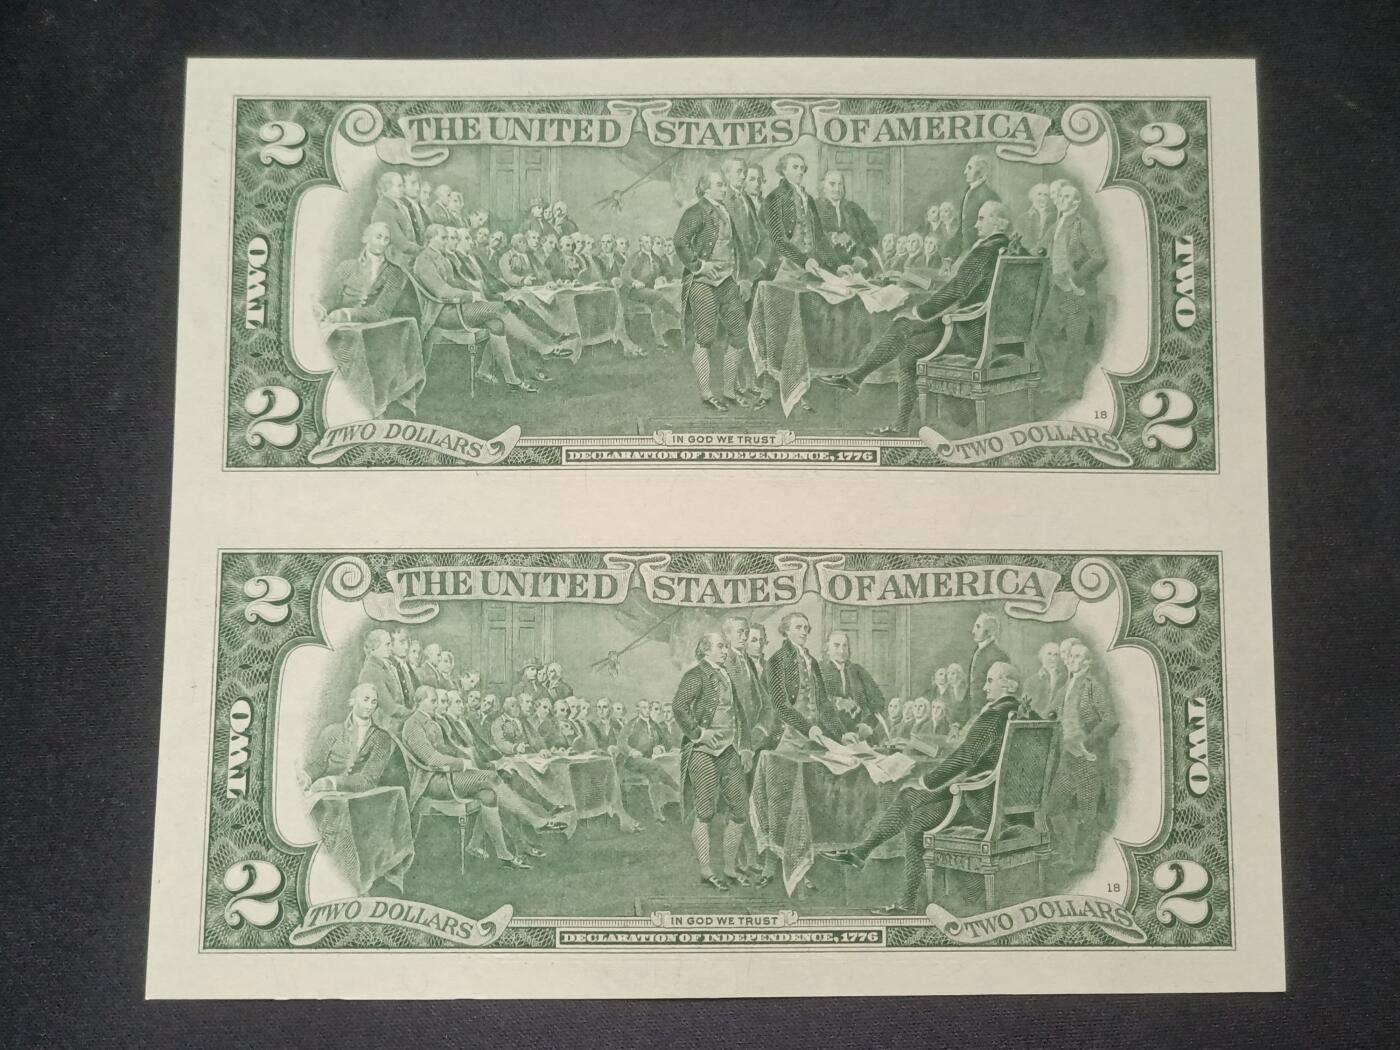 2 THE UNITED STATES OF AMERICA 2
TWO TWO
18
2 2
TWO DOLLARS IN GOD WE TRUST TWO DOLLARS
DECLARATION OF INDEPENDENCE, 1776
2 THE UNITED STATES OF AMERICA 2
TWO TWO
18
2 2
TWO DOLLARS IN GOD WE TRUST TWO DOLLARS
DECLARATION OF INDEPENDENCE, 1776